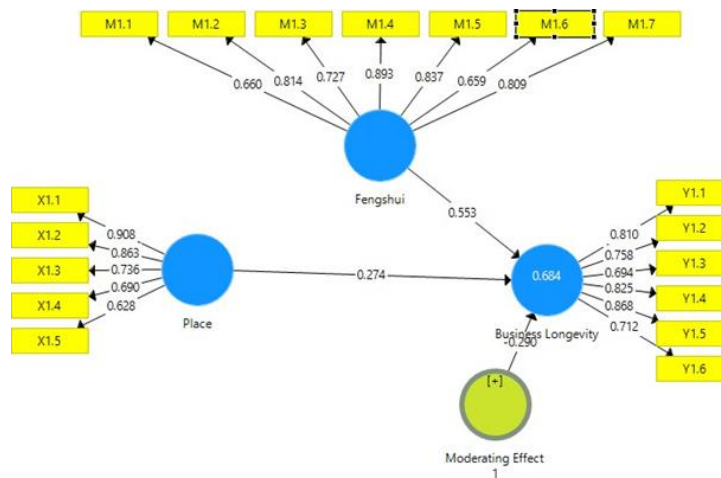 M1.1
M1.2
M1.3
M1.4
M1.5
M1.6
M1.7
0.660
0.814
0.727
0.893
0.837
0.659
0.809
Fengshui
0.553
X1.1
X1.2
X1.3
X1.4
X1.5
0.908
0.863
0.736
0.690
0.628
Place
0.274
0.684
Business Longevity
-0.290
Y1.1
Y1.2
Y1.3
Y1.4
Y1.5
Y1.6
0.810
0.758
0.694
0.825
0.868
0.712
[+]
Moderating Effect
1